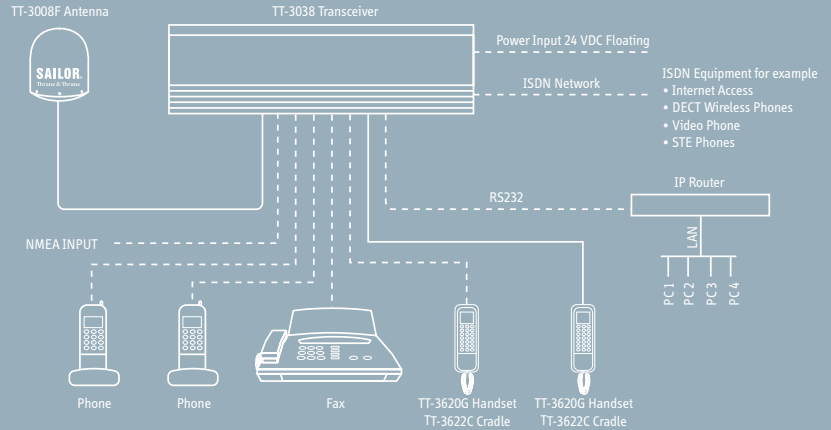 TT-3008F Antenna
TT-3038 Transceiver
SAILOR
Thrane & Thrane
Power Input 24 VDC Floating
ISDN Network
ISDN Equipment for example
• Internet Access
• DECT Wireless Phones
• Video Phone
• STE Phones
IP Router
RS232
LAN
NMEA INPUT
PC1
PC2
PC3
PC4
Phone
Phone
Fax
TT-3620G Handset
TT-3622C Cradle
TT-3620G Handset
TT-3622C Cradle